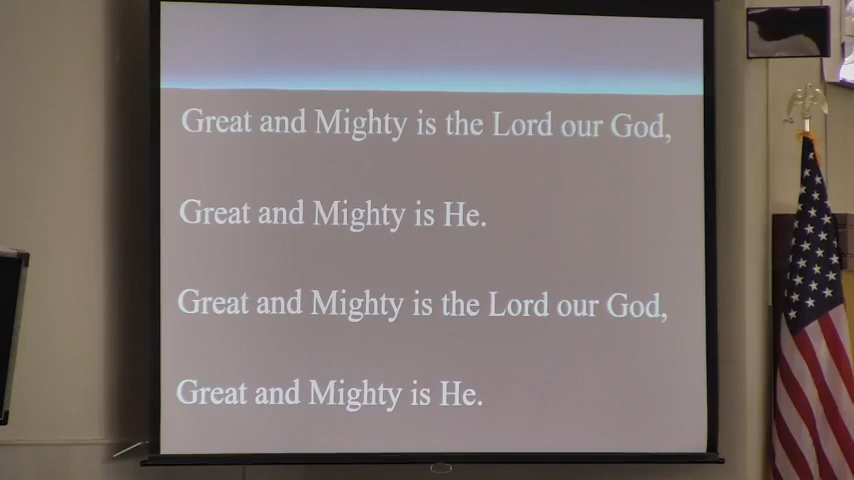 Great and Mighty is the Lord our God,
Great and Mighty is He.
Great and Mighty is the Lord our God,
Great and Mighty is He.